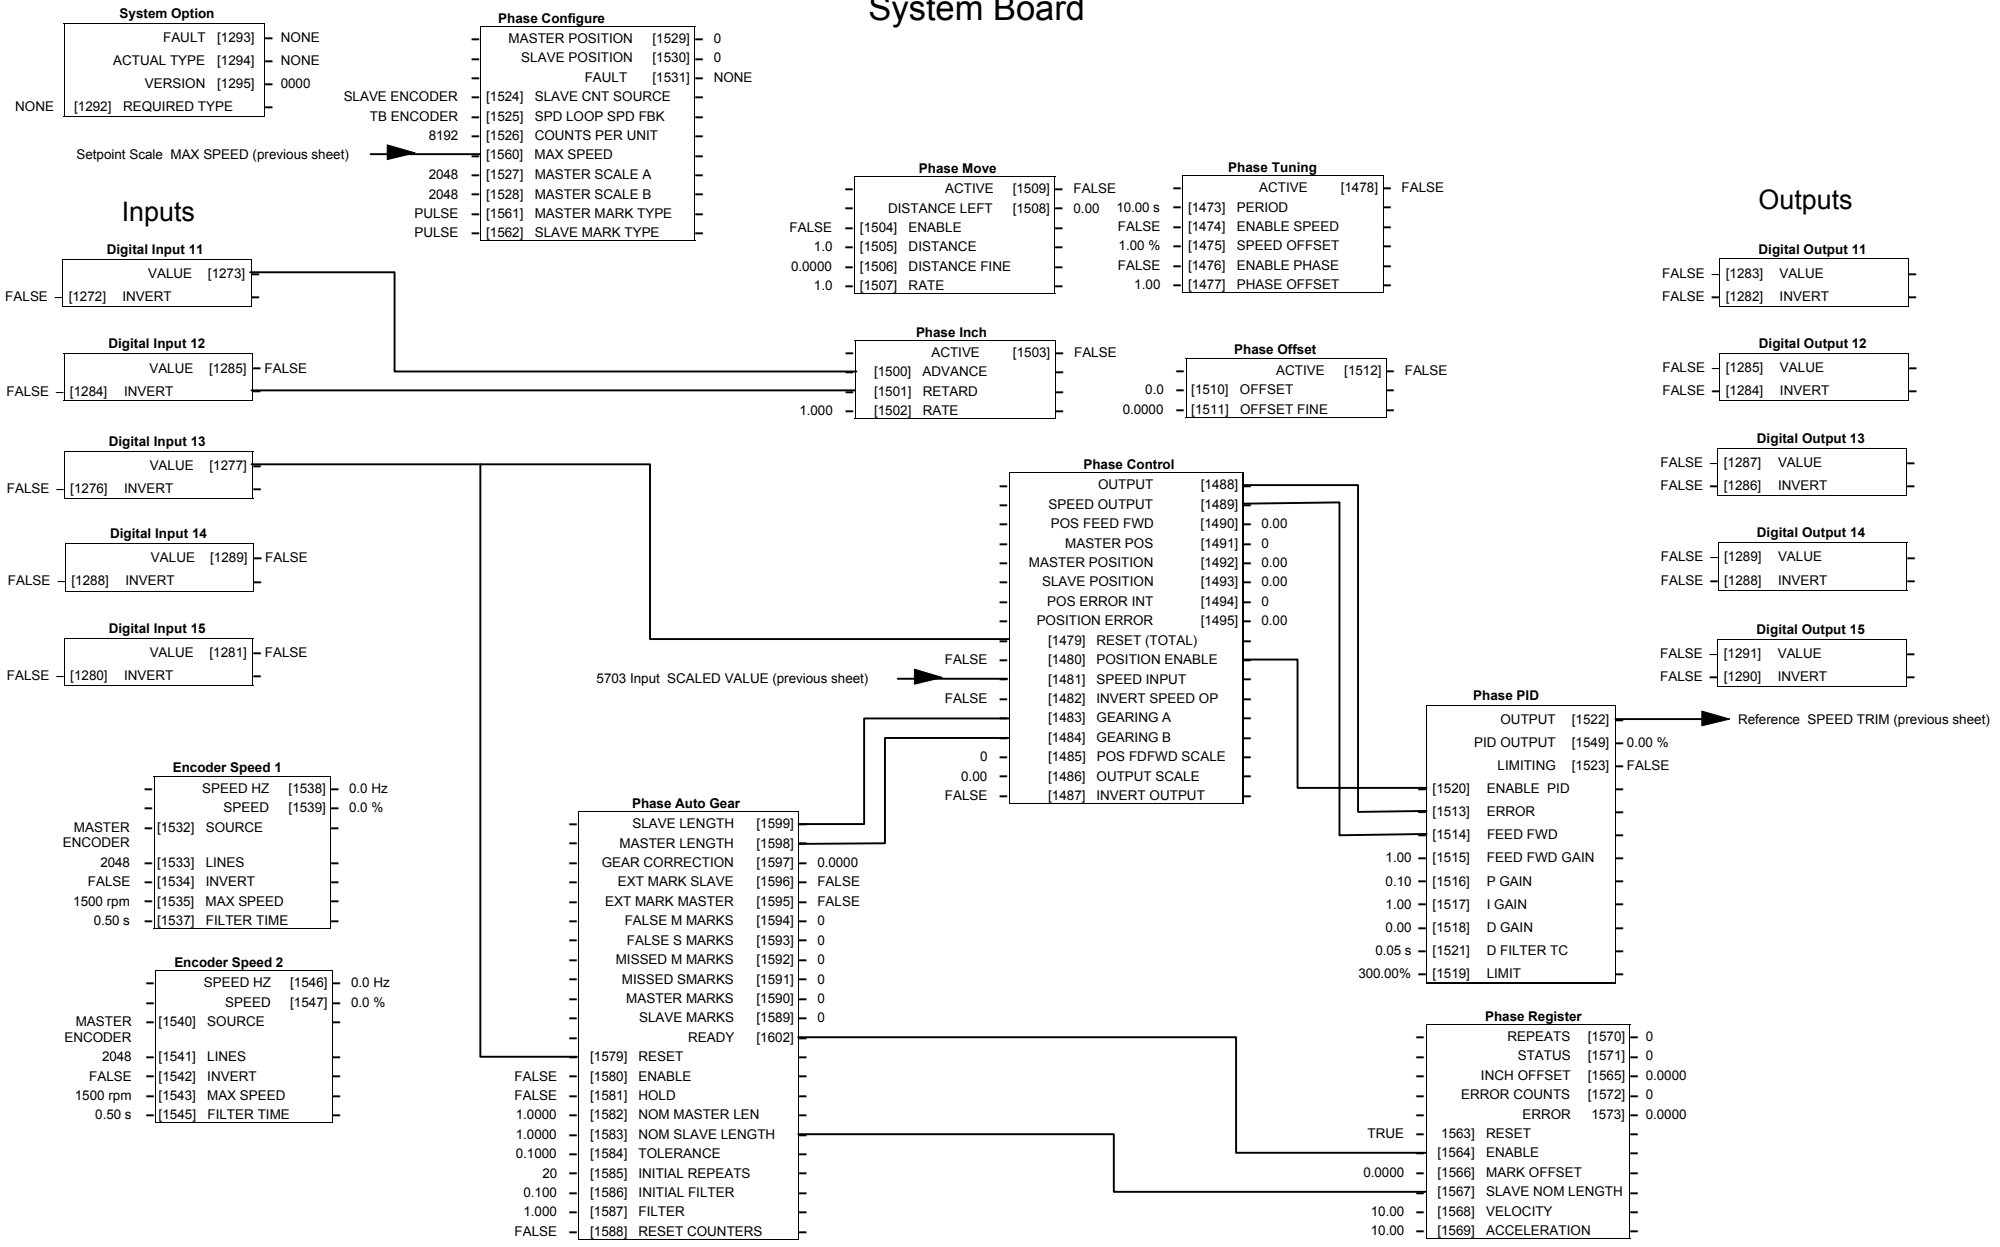 System Board
System Option
FAULT [1293] NONE
ACTUAL TYPE [1294] NONE
VERSION [1295] 0000
NONE [1292] REQUIRED TYPE
Phase Configure
MASTER POSITION [1529] 0
SLAVE POSITION [1530] 0
FAULT [1531] NONE
SLAVE ENCODER [1524] SLAVE CNT SOURCE
TB ENCODER [1525] SPD LOOP SPD FBK
8192 [1526] COUNTS PER UNIT
Setpoint Scale MAX SPEED (previous sheet) [1560] MAX SPEED
2048 [1527] MASTER SCALE A
2048 [1528] MASTER SCALE B
PULSE [1561] MASTER MARK TYPE
PULSE [1562] SLAVE MARK TYPE
Phase Move
ACTIVE [1509] FALSE
DISTANCE LEFT [1508] 0.00
FALSE [1504] ENABLE
1.0 [1505] DISTANCE
0.0000 [1506] DISTANCE FINE
1.0 [1507] RATE
Phase Tuning
ACTIVE [1478] FALSE
10.00 s [1473] PERIOD
FALSE [1474] ENABLE SPEED
1.00 % [1475] SPEED OFFSET
FALSE [1476] ENABLE PHASE
1.00 [1477] PHASE OFFSET
Inputs
Digital Input 11
VALUE [1273]
FALSE [1272] INVERT
Digital Input 12
VALUE [1285] FALSE
FALSE [1284] INVERT
Digital Input 13
VALUE [1277]
FALSE [1276] INVERT
Digital Input 14
VALUE [1289] FALSE
FALSE [1288] INVERT
Digital Input 15
VALUE [1281] FALSE
FALSE [1280] INVERT
Phase Inch
ACTIVE [1503] FALSE
[1500] ADVANCE
[1501] RETARD
1.000 [1502] RATE
Phase Offset
ACTIVE [1512] FALSE
0.0 [1510] OFFSET
0.0000 [1511] OFFSET FINE
Outputs
Digital Output 11
FALSE [1283] VALUE
FALSE [1282] INVERT
Digital Output 12
FALSE [1285] VALUE
FALSE [1284] INVERT
Digital Output 13
FALSE [1287] VALUE
FALSE [1286] INVERT
Digital Output 14
FALSE [1289] VALUE
FALSE [1288] INVERT
Digital Output 15
FALSE [1291] VALUE
FALSE [1290] INVERT
Phase Control
OUTPUT [1488]
SPEED OUTPUT [1489]
POS FEED FWD [1490] 0.00
MASTER POS [1491] 0
MASTER POSITION [1492] 0.00
SLAVE POSITION [1493] 0.00
POS ERROR INT [1494] 0
POSITION ERROR [1495] 0.00
[1479] RESET (TOTAL)
FALSE [1480] POSITION ENABLE
5703 Input SCALED VALUE (previous sheet) [1481] SPEED INPUT
FALSE [1482] INVERT SPEED OP
[1483] GEARING A
[1484] GEARING B
0 [1485] POS FDFWD SCALE
0.00 [1486] OUTPUT SCALE
FALSE [1487] INVERT OUTPUT
Phase PID
OUTPUT [1522] Reference SPEED TRIM (previous sheet)
PID OUTPUT [1549] 0.00 %
LIMITING [1523] FALSE
[1520] ENABLE PID
[1513] ERROR
[1514] FEED FWD
1.00 [1515] FEED FWD GAIN
0.10 [1516] P GAIN
1.00 [1517] I GAIN
0.00 [1518] D GAIN
0.05 s [1521] D FILTER TC
300.00% [1519] LIMIT
Encoder Speed 1
SPEED HZ [1538] 0.0 Hz
SPEED [1539] 0.0 %
MASTER ENCODER [1532] SOURCE
2048 [1533] LINES
FALSE [1534] INVERT
1500 rpm [1535] MAX SPEED
0.50 s [1537] FILTER TIME
Encoder Speed 2
SPEED HZ [1546] 0.0 Hz
SPEED [1547] 0.0 %
MASTER ENCODER [1540] SOURCE
2048 [1541] LINES
FALSE [1542] INVERT
1500 rpm [1543] MAX SPEED
0.50 s [1545] FILTER TIME
Phase Auto Gear
SLAVE LENGTH [1599]
MASTER LENGTH [1598]
GEAR CORRECTION [1597] 0.0000
EXT MARK SLAVE [1596] FALSE
EXT MARK MASTER [1595] FALSE
FALSE M MARKS [1594] 0
FALSE S MARKS [1593] 0
MISSED M MARKS [1592] 0
MISSED SMARKS [1591] 0
MASTER MARKS [1590] 0
SLAVE MARKS [1589] 0
READY [1602]
[1579] RESET
FALSE [1580] ENABLE
FALSE [1581] HOLD
1.0000 [1582] NOM MASTER LEN
1.0000 [1583] NOM SLAVE LENGTH
0.1000 [1584] TOLERANCE
20 [1585] INITIAL REPEATS
0.100 [1586] INITIAL FILTER
1.000 [1587] FILTER
FALSE [1588] RESET COUNTERS
Phase Register
REPEATS [1570] 0
STATUS [1571] 0
INCH OFFSET [1565] 0.0000
ERROR COUNTS [1572] 0
ERROR 1573] 0.0000
TRUE 1563] RESET
[1564] ENABLE
0.0000 [1566] MARK OFFSET
[1567] SLAVE NOM LENGTH
10.00 [1568] VELOCITY
10.00 [1569] ACCELERATION